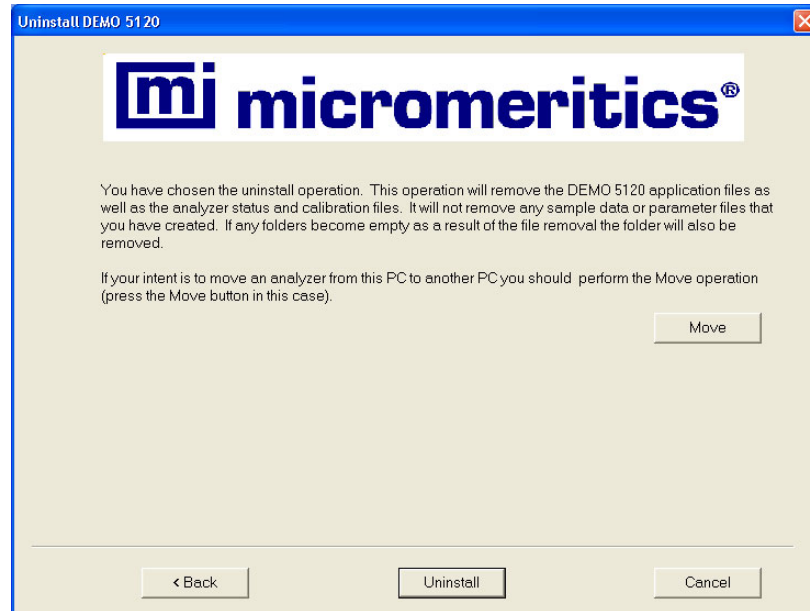 Uninstall DEMO 5120
mi micromeritics®
You have chosen the uninstall operation. This operation will remove the DEMO 5120 application files as
well as the analyzer status and calibration files. It will not remove any sample data or parameter files that
you have created. If any folders become empty as a result of the file removal the folder will also be
removed.
If your intent is to move an analyzer from this PC to another PC you should perform the Move operation
(press the Move button in this case).
Move
< Back
Uninstall
Cancel